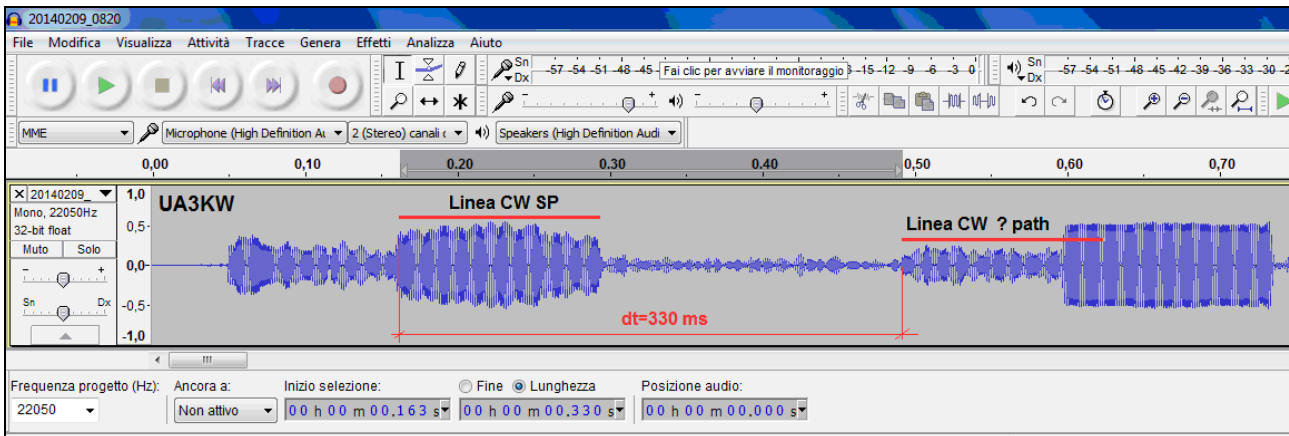 20140209_0820
File Modifica Visualizza Attività Tracce Genera Effetti Analizza Aiuto
Sn Dx -57 -54 -51 -48 -45 Fai clic per avviare il monitoraggio -15 -12 -9 -6 -3 0 Sn Dx -57 -54 -51 -48 -45 -42 -39 -36 -33 -30
MME Microphone (High Definition Au 2 (Stereo) canali Speakers (High Definition Audi
0,00 0,10 0,20 0,30 0,40 0,50 0,60 0,70
20140209_
Mono, 22050Hz
32-bit float
Muto Solo
- +
Sn Dx
1,0
0,5
0,0
-0,5
-1,0
UA3KW
Linea CW SP
Linea CW ? path
dt=330 ms
Frequenza progetto (Hz): Ancora a: Inizio selezione: Fine Lunghezza Posizione audio:
22050 Non attivo 00 h 00 m 00.163 s 00 h 00 m 00.330 s 00 h 00 m 00.000 s